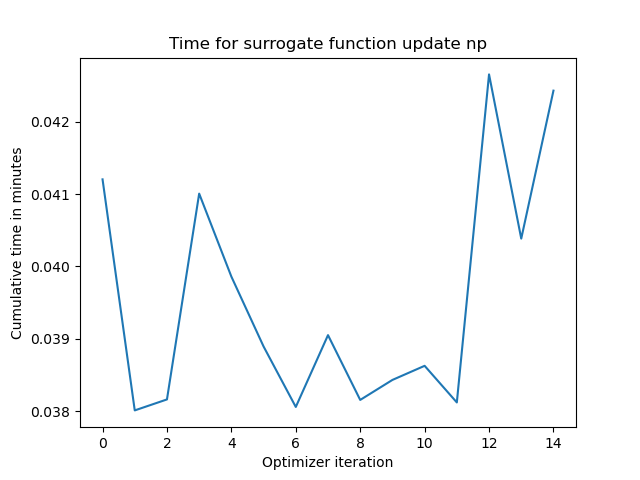 Time for surrogate function update np
Cumulative time in minutes
0.042
0.041
0.040
0.039
0.038
0 2 4 6 8 10 12 14
Optimizer iteration